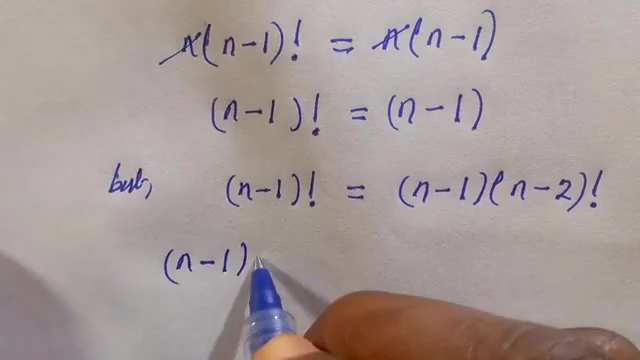 n(n-1)! = n(n-1)
(n-1)! = (n-1)
but, (n-1)! = (n-1)(n-2)!
(n-1)